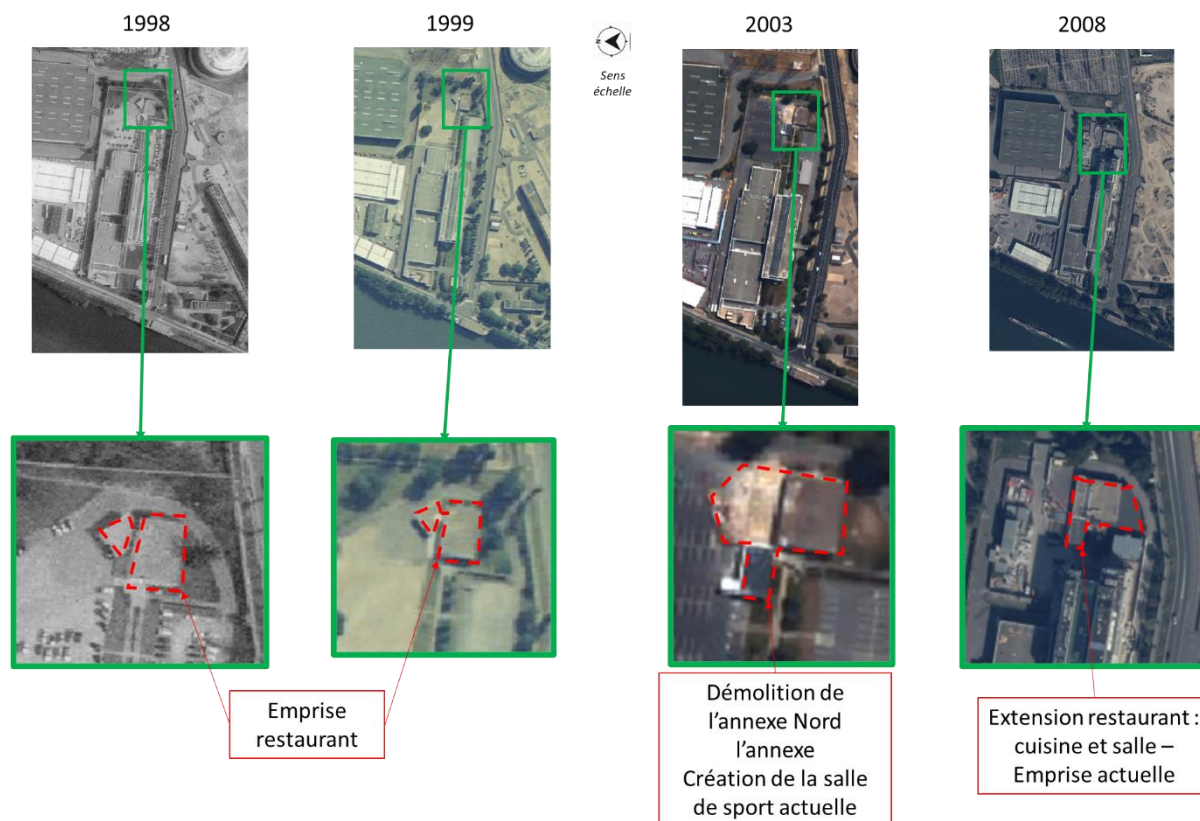 1998
1999
2003
2008
N
Sens
échelle
Emprise
restaurant
Démolition de
l'annexe Nord
l'annexe
Création de la salle
de sport actuelle
Extension restaurant :
cuisine et salle –
Emprise actuelle